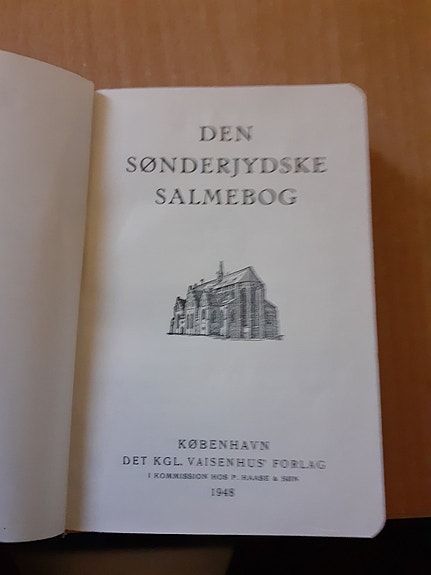 DEN
SØNDERJYDSKE
SALMEBOG
KØBENHAVN
DET KGL. VAISENHUS' FORLAG
I KOMMISSION HOS P. HAASE & SØN
1948